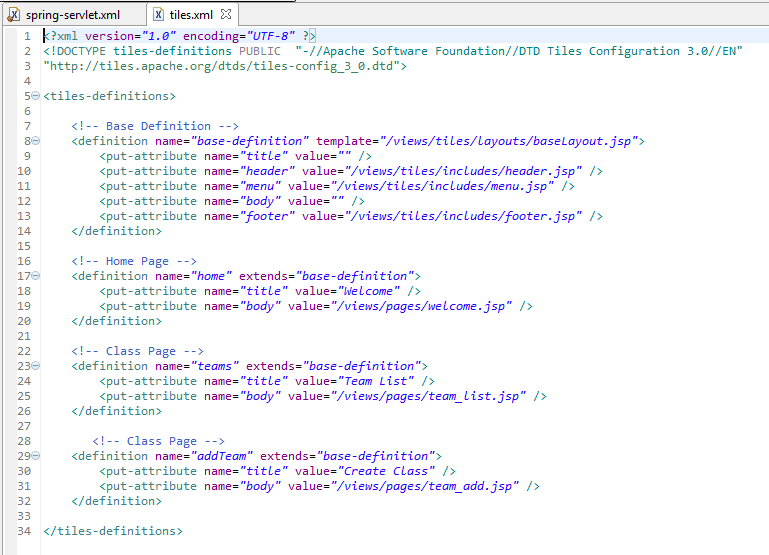 spring-servlet.xml tiles.xml
1 <?xml version="1.0" encoding="UTF-8" ?>
2 <!DOCTYPE tiles-definitions PUBLIC  "-//Apache Software Foundation//DTD Tiles Configuration 3.0//EN"
3 "http://tiles.apache.org/dtds/tiles-config_3_0.dtd">
4
5 <tiles-definitions>
6
7     <!-- Base Definition -->
8     <definition name="base-definition" template="/views/tiles/layouts/baseLayout.jsp">
9         <put-attribute name="title" value="" />
10         <put-attribute name="header" value="/views/tiles/includes/header.jsp" />
11         <put-attribute name="menu" value="/views/tiles/includes/menu.jsp" />
12         <put-attribute name="body" value="" />
13         <put-attribute name="footer" value="/views/tiles/includes/footer.jsp" />
14     </definition>
15
16     <!-- Home Page -->
17     <definition name="home" extends="base-definition">
18         <put-attribute name="title" value="Welcome" />
19         <put-attribute name="body" value="/views/pages/welcome.jsp" />
20     </definition>
21
22     <!-- Class Page -->
23     <definition name="teams" extends="base-definition">
24         <put-attribute name="title" value="Team List" />
25         <put-attribute name="body" value="/views/pages/team_list.jsp" />
26     </definition>
27
28        <!-- Class Page -->
29     <definition name="addTeam" extends="base-definition">
30         <put-attribute name="title" value="Create Class" />
31         <put-attribute name="body" value="/views/pages/team_add.jsp" />
32     </definition>
33
34 </tiles-definitions>